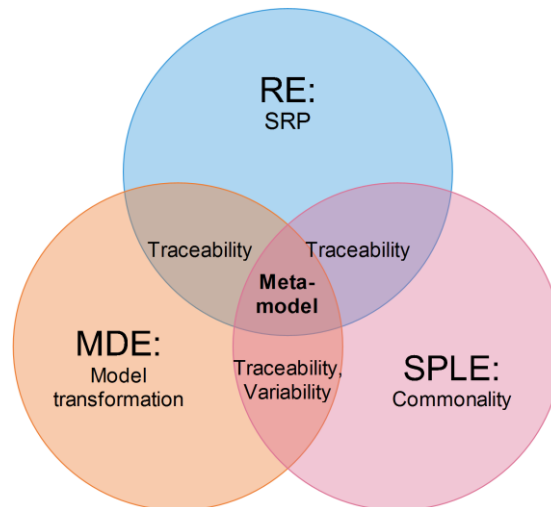 RE:
SRP
Traceability
Traceability
Meta-
model
MDE:
Model
transformation
Traceability,
Variability
SPLE:
Commonality